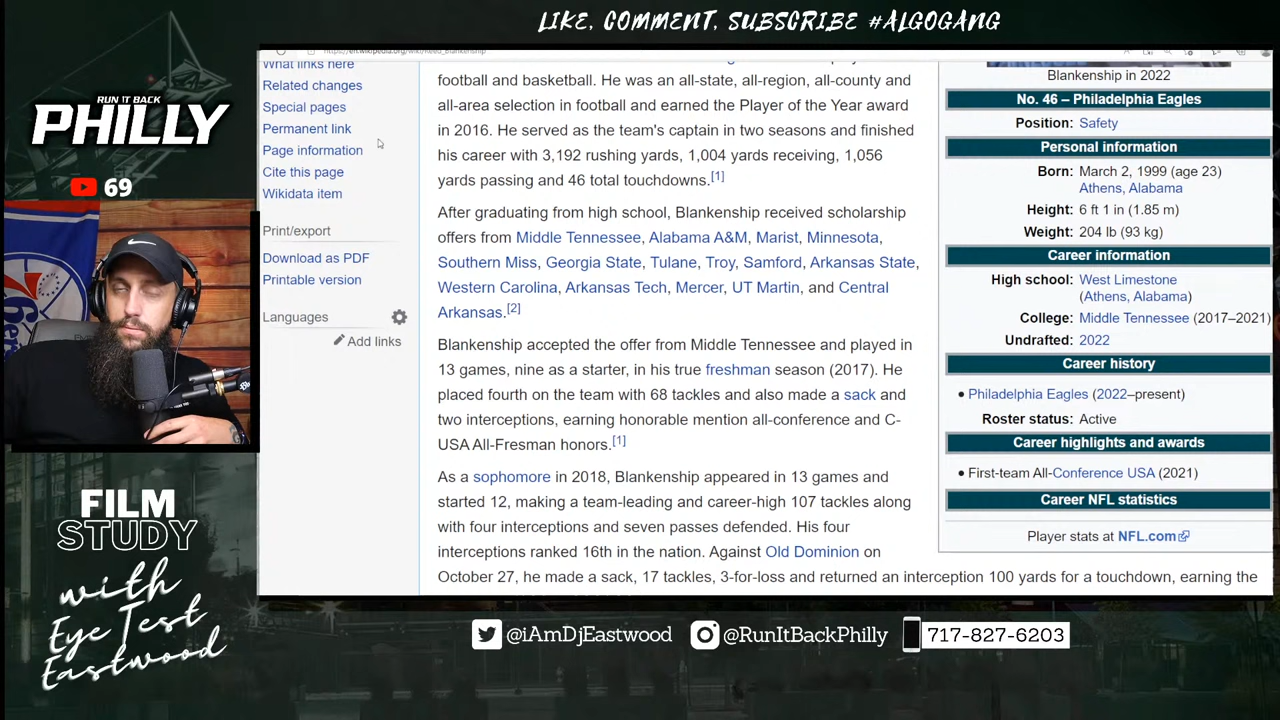 LIKE, COMMENT, SUBSCRIBE #ALGOGANG
RUN IT BACK
PHILLY
69
What links here
Related changes
Special pages
Permanent link
Page information
Cite this page
Wikidata item
Print/export
Download as PDF
Printable version
Languages
Add links
football and basketball. He was an all-state, all-region, all-county and
all-area selection in football and earned the Player of the Year award
in 2016. He served as the team's captain in two seasons and finished
his career with 3,192 rushing yards, 1,004 yards receiving, 1,056
yards passing and 46 total touchdowns.[1]
After graduating from high school, Blankenship received scholarship
offers from Middle Tennessee, Alabama A&M, Marist, Minnesota,
Southern Miss, Georgia State, Tulane, Troy, Samford, Arkansas State,
Western Carolina, Arkansas Tech, Mercer, UT Martin, and Central
Arkansas.[2]
Blankenship accepted the offer from Middle Tennessee and played in
13 games, nine as a starter, in his true freshman season (2017). He
placed fourth on the team with 68 tackles and also made a sack and
two interceptions, earning honorable mention all-conference and C-
USA All-Fresman honors.[1]
As a sophomore in 2018, Blankenship appeared in 13 games and
started 12, making a team-leading and career-high 107 tackles along
with four interceptions and seven passes defended. His four
interceptions ranked 16th in the nation. Against Old Dominion on
October 27, he made a sack, 17 tackles, 3-for-loss and returned an interception 100 yards for a touchdown, earning the
Blankenship in 2022
No. 46 – Philadelphia Eagles
Position: Safety
Personal information
Born: March 2, 1999 (age 23)
Athens, Alabama
Height: 6 ft 1 in (1.85 m)
Weight: 204 lb (93 kg)
Career information
High school: West Limestone
(Athens, Alabama)
College: Middle Tennessee (2017–2021)
Undrafted: 2022
Career history
• Philadelphia Eagles (2022–present)
Roster status: Active
Career highlights and awards
• First-team All-Conference USA (2021)
Career NFL statistics
Player stats at NFL.com
FILM
STUDY
with
Eye Test
Eastwood
@iAmDjEastwood
@RunItBackPhilly
717-827-6203